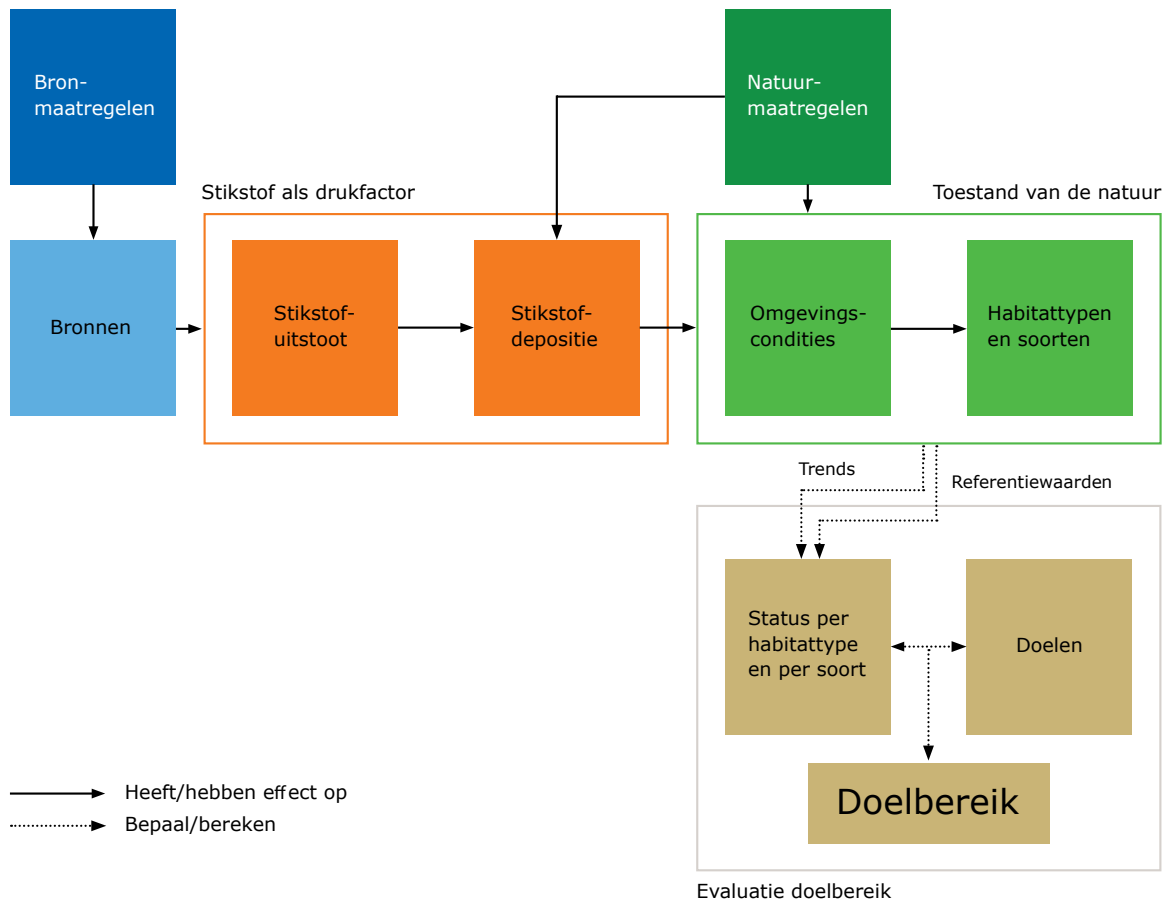 Bron-
maatregelen
Natuur-
maatregelen
Stikstof als drukfactor
Toestand van de natuur
Bronnen
Stikstof-
uitstoot
Stikstof-
depositie
Omgevings-
condities
Habitattypen
en soorten
Trends
Referentiewaarden
Status per
habitattype
en per soort
Doelen
Doelbereik
Heeft/hebben effect op
Bepaal/bereken
Evaluatie doelbereik